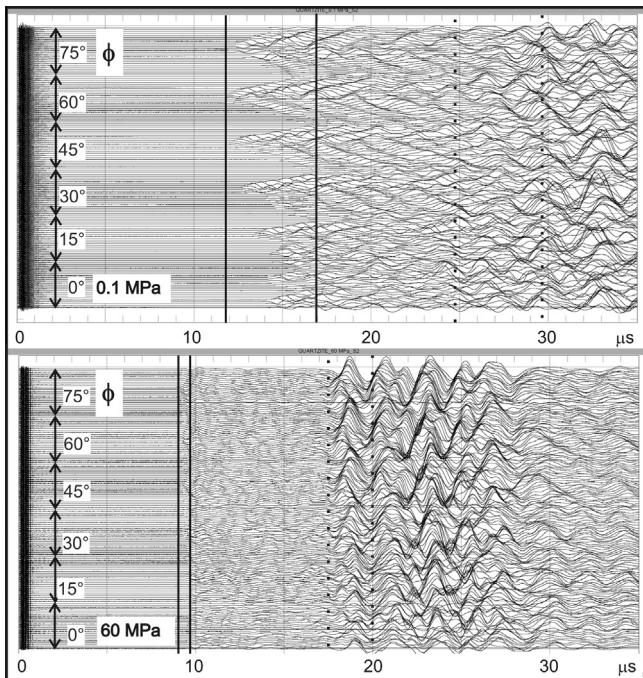 QUARTZITE_0.1 MPa_S2
75° ϕ
60°
45°
30°
15°
0° 0.1 MPa
0 10 20 30 μs
QUARTZITE_60 MPa_S2
75° ϕ
60°
45°
30°
15°
0° 60 MPa
0 10 20 30 μs